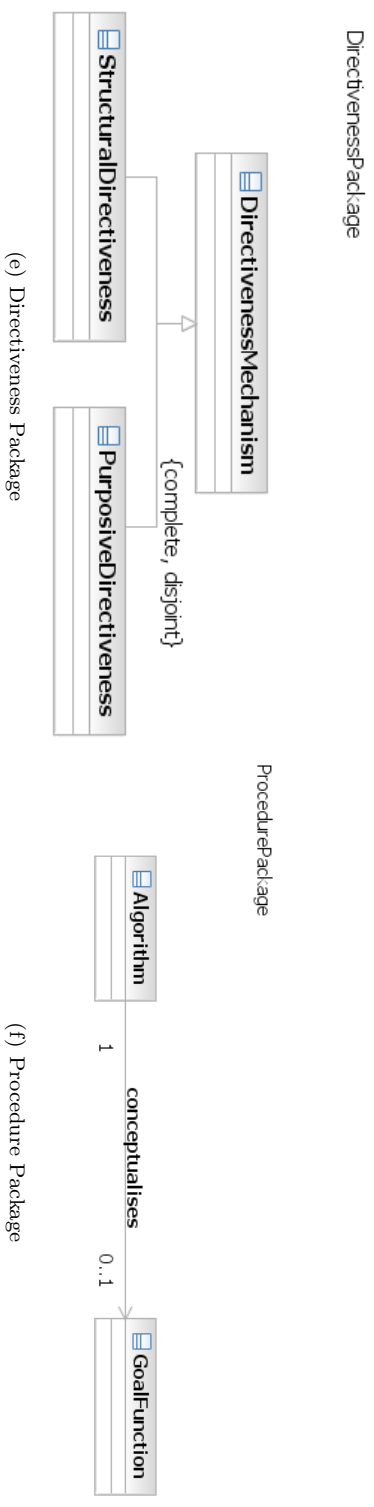 DirectivenessPackage
DirectivenessMechanism
{complete, disjoint}
StructuralDirectiveness
PurposiveDirectiveness
(e) Directiveness Package
ProcedurePackage
Algorithm
conceptualises
1
0..1
GoalFunction
(f) Procedure Package